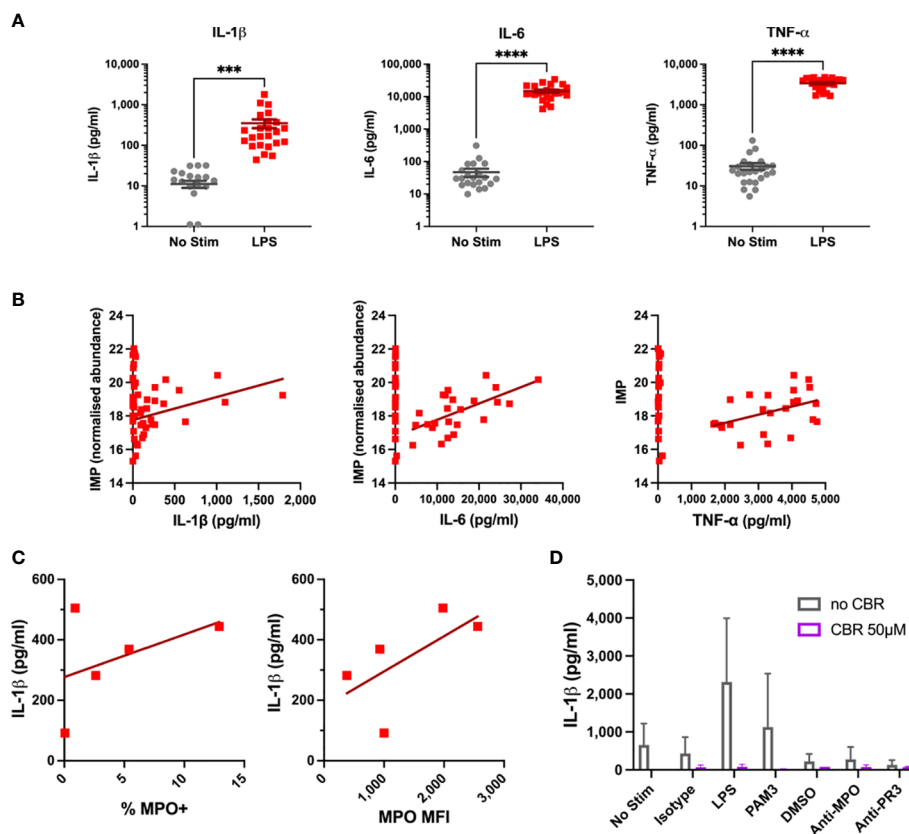 A
IL-1β
IL-6
TNF-α
***
****
****
IL-1β (pg/ml)
10,000
1,000
100
10
1
No Stim
LPS
IL-6 (pg/ml)
100,000
10,000
1,000
100
10
1
No Stim
LPS
TNF-α (pg/ml)
10,000
1,000
100
10
1
No Stim
LPS
B
IMP (normalised abundance)
24
22
20
18
16
14
0
500
1,000
1,500
2,000
IL-1β (pg/ml)
IMP (normalised abundance)
24
22
20
18
16
14
0
10,000
20,000
30,000
40,000
IL-6 (pg/ml)
IMP
24
22
20
18
16
14
0
1,000
2,000
3,000
4,000
5,000
TNF-α (pg/ml)
C
IL-1β (pg/ml)
600
400
200
0
0
5
10
15
% MPO+
IL-1β (pg/ml)
600
400
200
0
1,000
2,000
3,000
MPO MFI
D
IL-1β (pg/ml)
5,000
4,000
3,000
2,000
1,000
0
no CBR
CBR 50μM
No Stim
Isotype
LPS
PAM3
DMSO
Anti-MPO
Anti-PR3